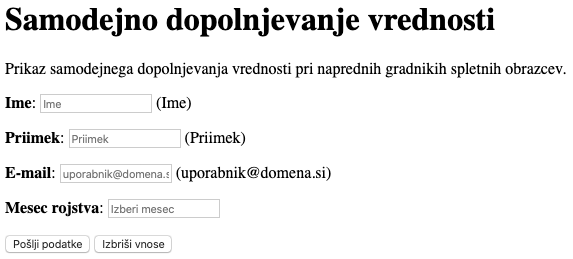 Samodejno dopolnjevanje vrednosti
Prikaz samodejnega dopolnjevanja vrednosti pri naprednih gradnikih spletnih obrazcev.
Ime: Ime (Ime)
Priimek: Priimek (Priimek)
E-mail: uporabnik@domena.s (uporabnik@domena.si)
Mesec rojstva: Izberi mesec
Pošlji podatke Izbriši vnose